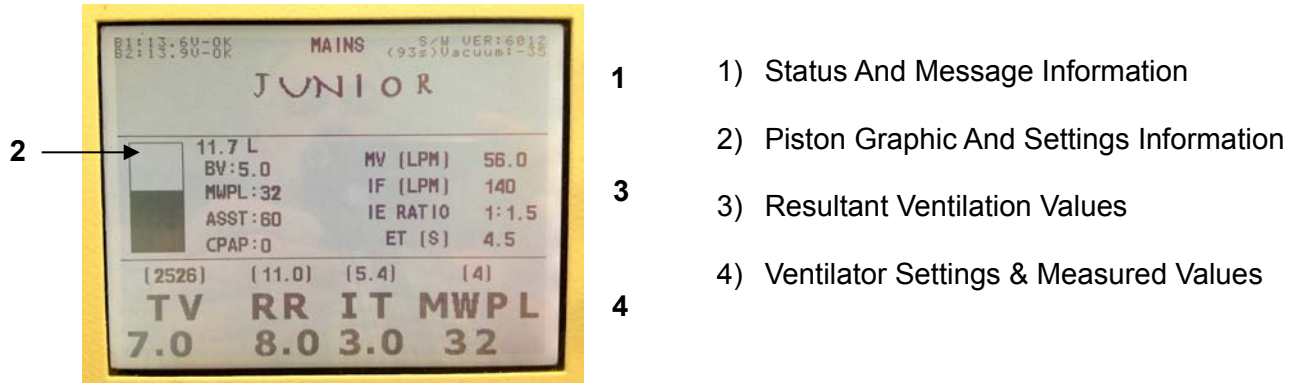 B1:13.6V-OK MAINS S/W VER:6012
B2:13.9V-OK (93s)Vacuum:-35
JUNIOR
11.7 L
BV:5.0 MV (LPM) 56.0
MWPL:32 IF (LPM) 140
ASST:60 IE RATIO 1:1.5
CPAP:0 ET (S) 4.5
(2526) (11.0) (5.4) (4)
TV RR IT MWPL
7.0 8.0 3.0 32
1
2
3
4
1) Status And Message Information
2) Piston Graphic And Settings Information
3) Resultant Ventilation Values
4) Ventilator Settings & Measured Values